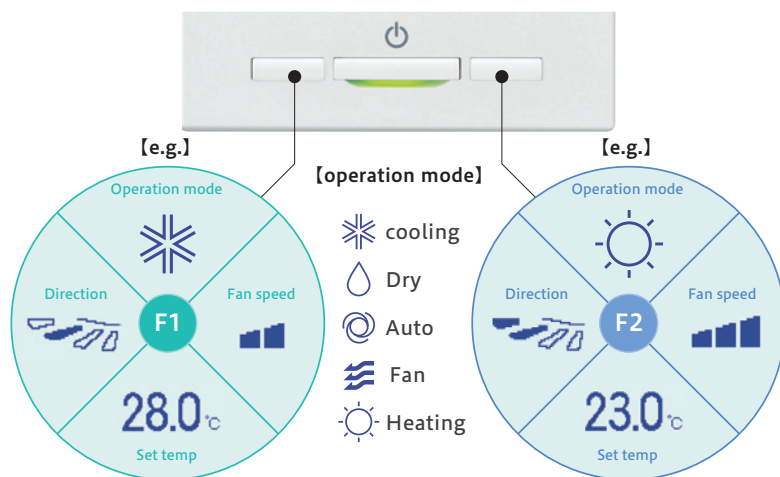 【e.g.】
【e.g.】
【operation mode】
Operation mode
Direction
Fan speed
F1
28.0℃
Set temp
cooling
Dry
Auto
Fan
Heating
Operation mode
Direction
Fan speed
F2
23.0℃
Set temp